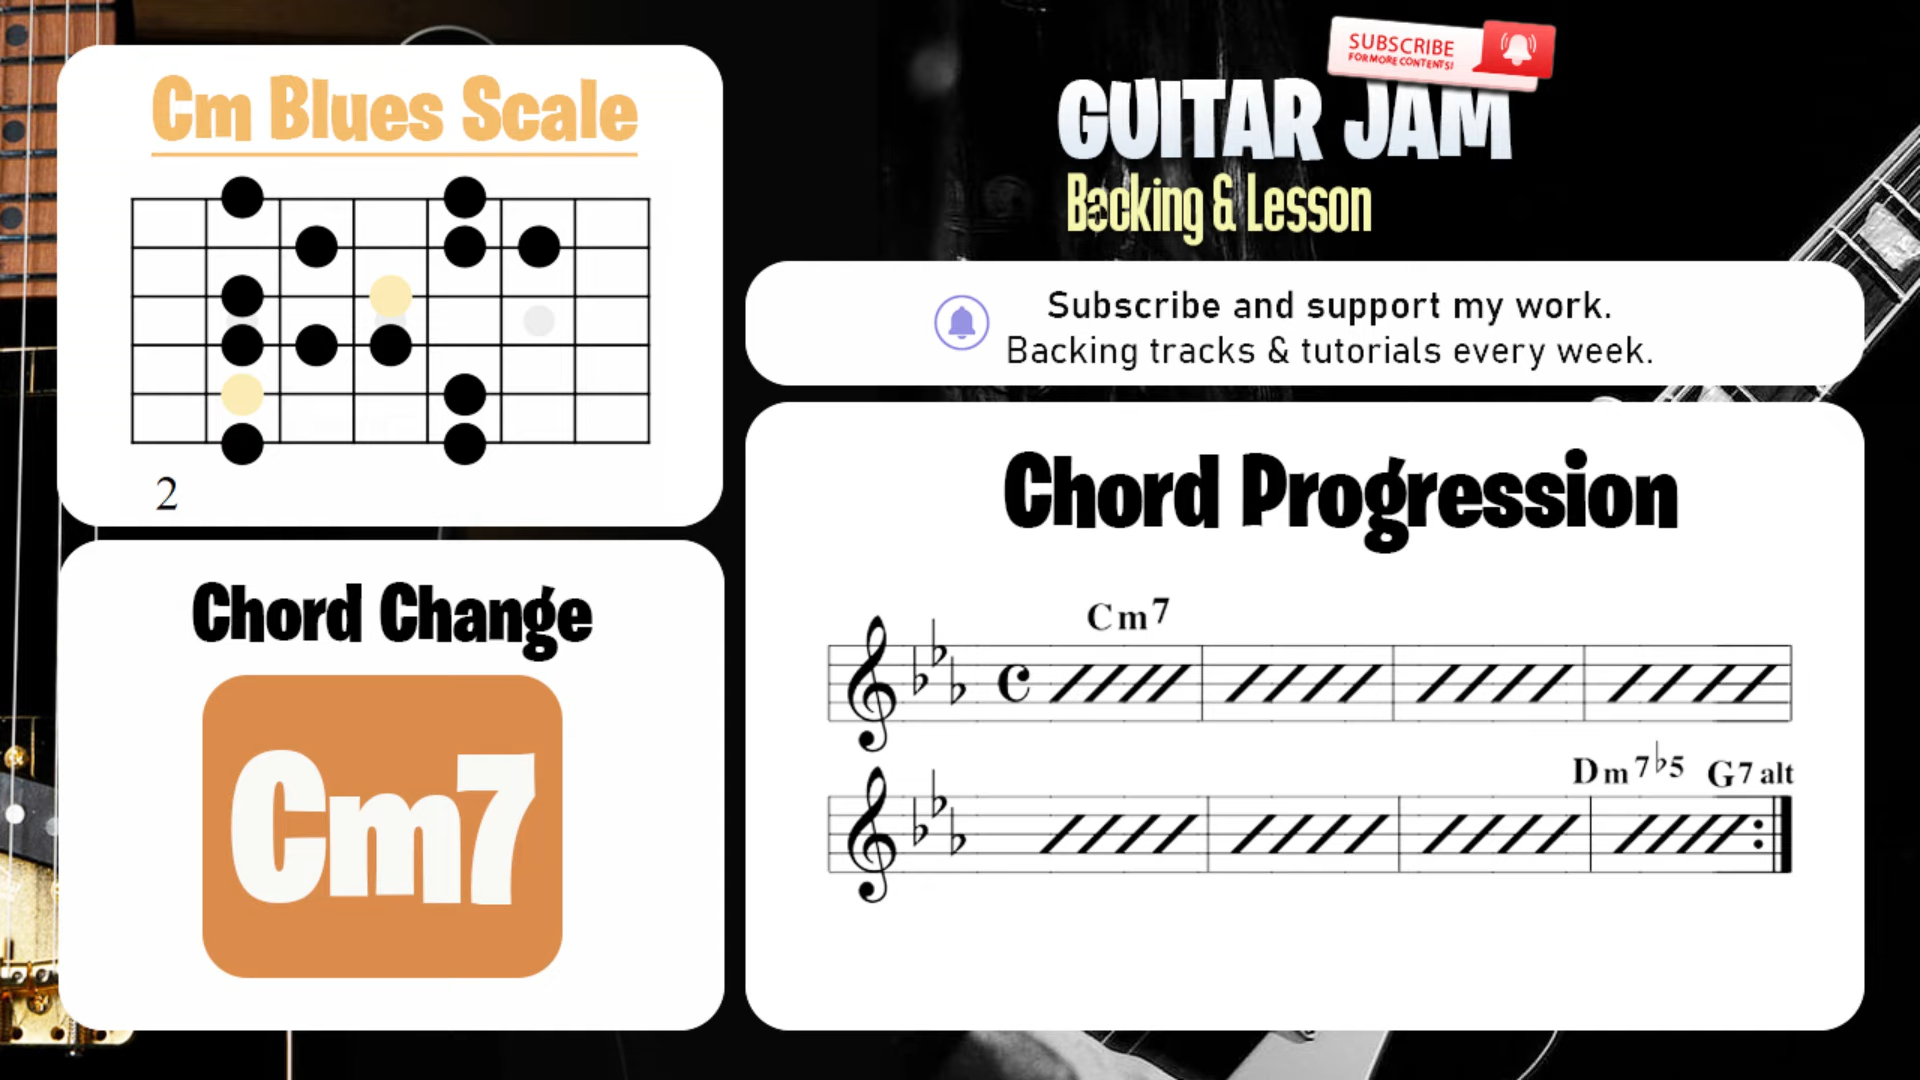 Cm Blues Scale
2
Chord Change
Cm7
SUBSCRIBE
FOR MORE CONTENTS!
GUITAR JAM
Backing & Lesson
Subscribe and support my work.
Backing tracks & tutorials every week.
Chord Progression
Cm7
Dm7♭5 G7alt